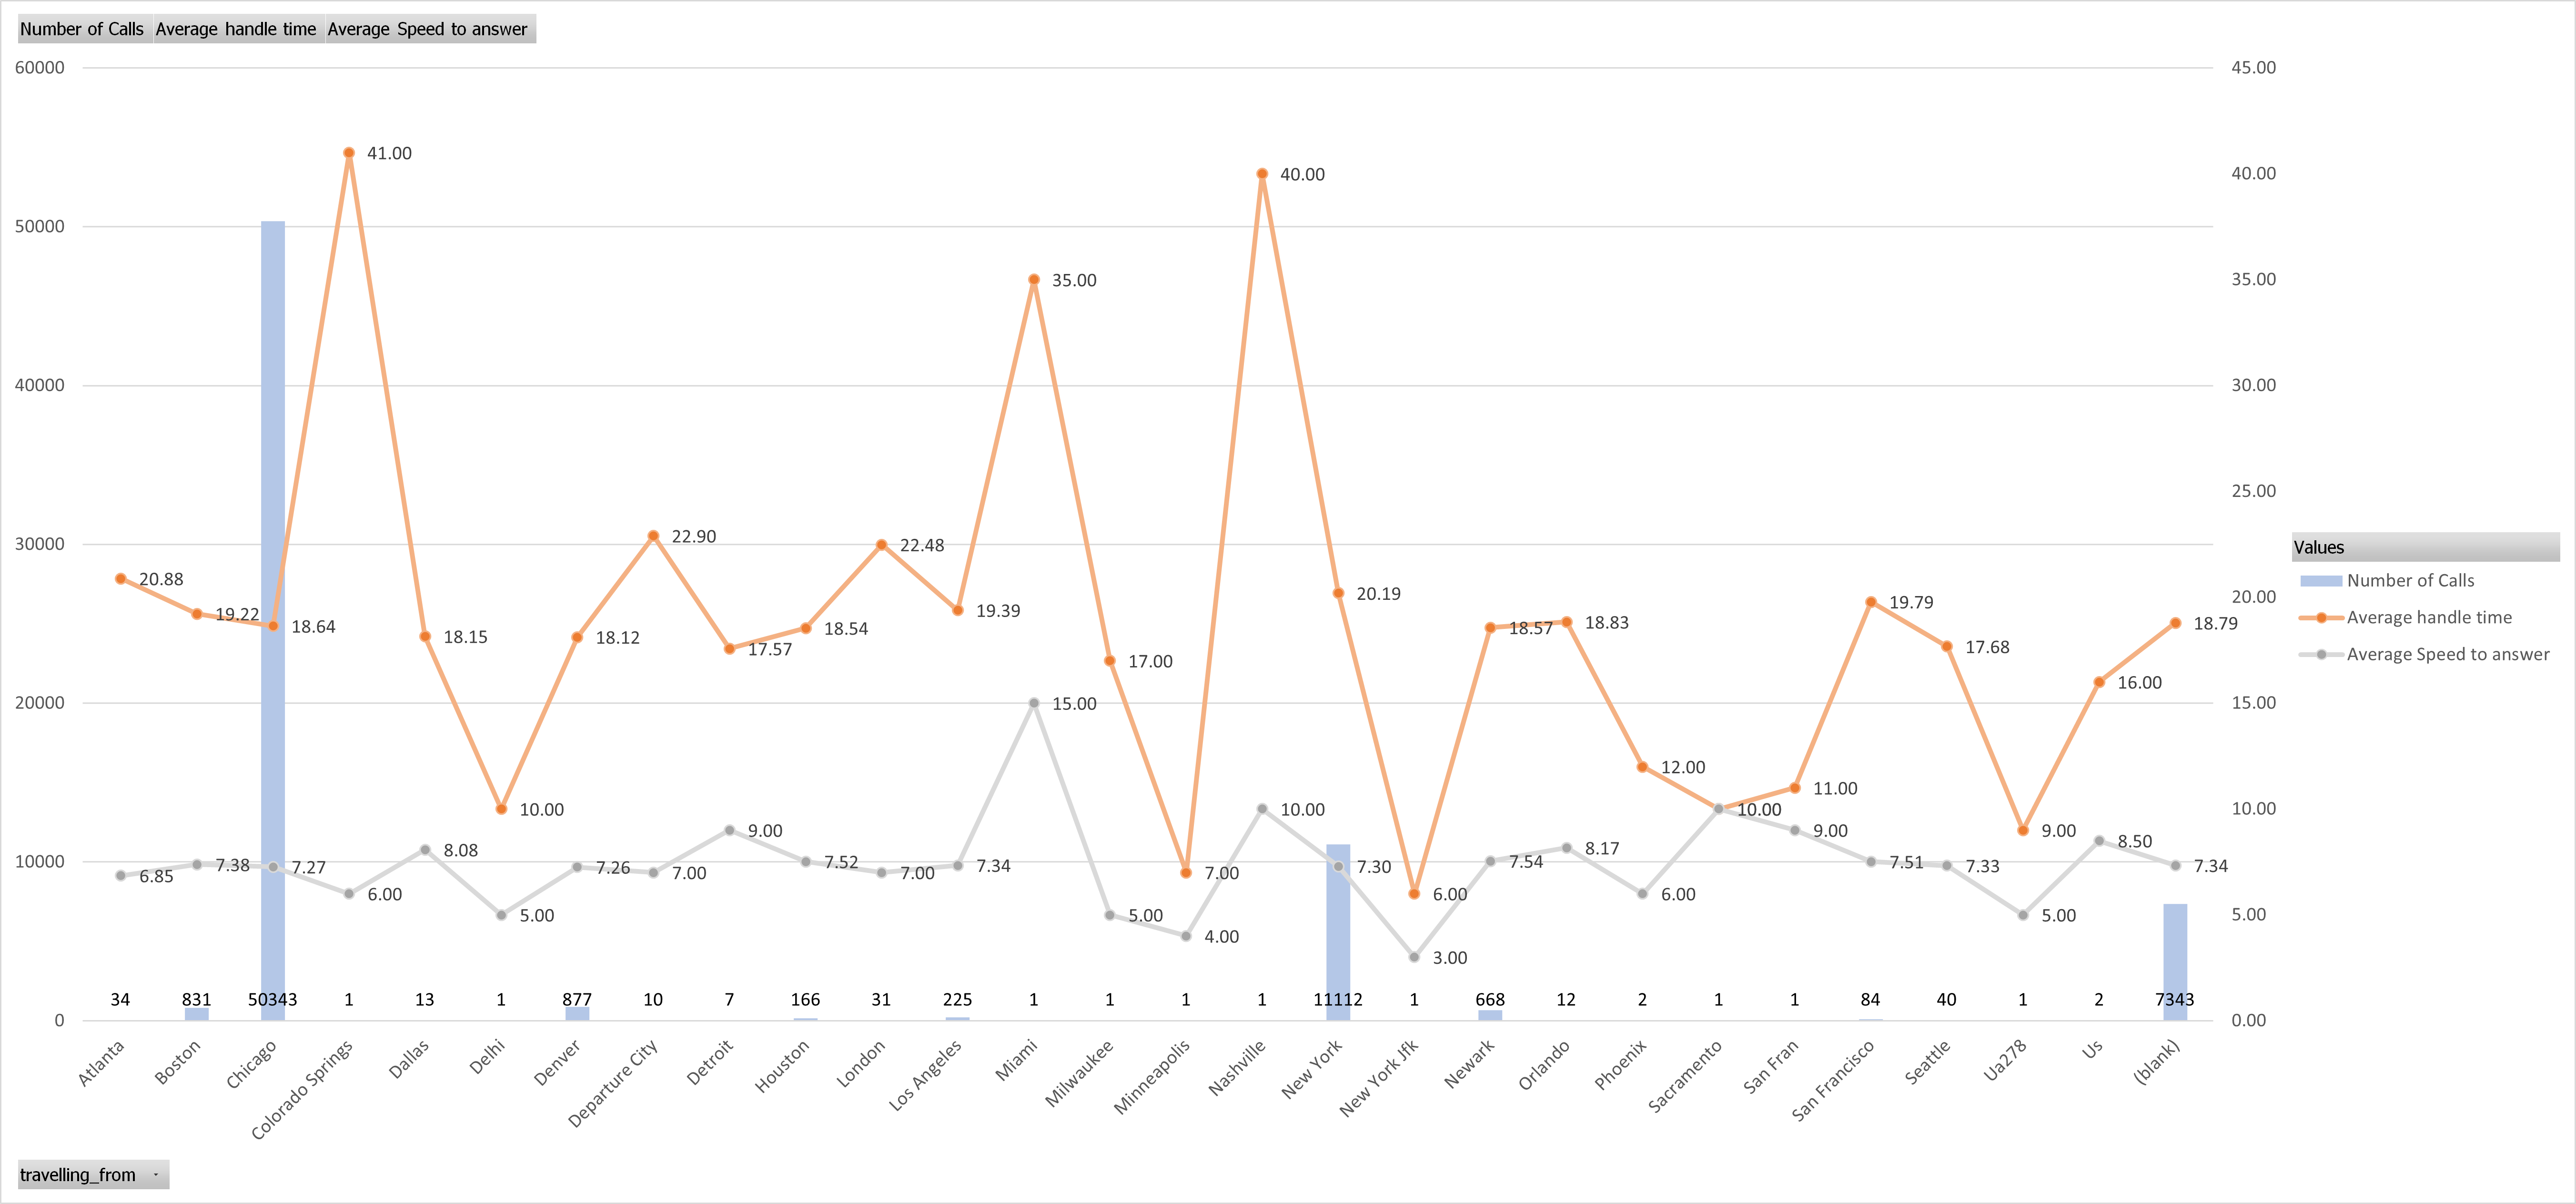 Number of Calls Average handle time Average Speed to answer
60000 45.00
41.00
40.00 40.00
50000
35.00 35.00
40000 30.00
25.00
22.90
30000 22.48
Values
20.88 Number of Calls
20.19 20.00
19.22 19.39 19.79 Average handle time
18.64 18.15 18.12 18.54 18.57 18.83 18.79
17.57 17.68 Average Speed to answer
17.00 16.00
20000 15.00 15.00
12.00
11.00
10.00 10.00 10.00 10.00
9.00 9.00 9.00
8.08 8.17 8.50
10000 7.38 7.27 7.26 7.52 7.34 7.30 7.54 7.51 7.33 7.34
6.85 7.00 7.00 7.00
6.00 6.00 6.00
5.00 5.00 5.00 5.00
4.00
3.00
34 831 50343 1 13 1 877 10 7 166 31 225 1 1 1 1 11112 1 668 12 2 1 1 84 40 1 2 7343
0 0.00
Atlanta
Boston
Chicago
Colorado Springs
Dallas
Delhi
Denver
Departure City
Detroit
Houston
London
Los Angeles
Miami
Milwaukee
Minneapolis
Nashville
New York
New York Jfk
Newark
Orlando
Phoenix
Sacramento
San Fran
San Francisco
Seattle
Ua278
Us
(blank)
travelling_from